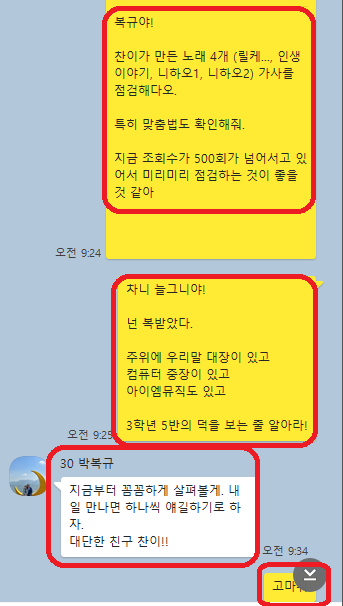 복규야!
찬이가 만든 노래 4개 (릴케..., 인생
이야기, 니하오1, 니하오2) 가사를
점검해다오.
특히 맞춤법도 확인해줘.
지금 조회수가 500회가 넘어서고 있
어서 미리미리 점검하는 것이 좋을
것 같아
오전 9:24
차니 늘그니야!
넌 복받았다.
주위에 우리말 대장이 있고
컴퓨터 중장이 있고
아이엠뮤직도 있고
3학년 5반의 덕을 보는 줄 알아라!
오전 9:25
30 박복규
지금부터 꼼꼼하게 살펴볼게. 내
일 만나면 하나씩 얘길하기로 하
자.
대단한 친구 찬이!!
오전 9:34
고마